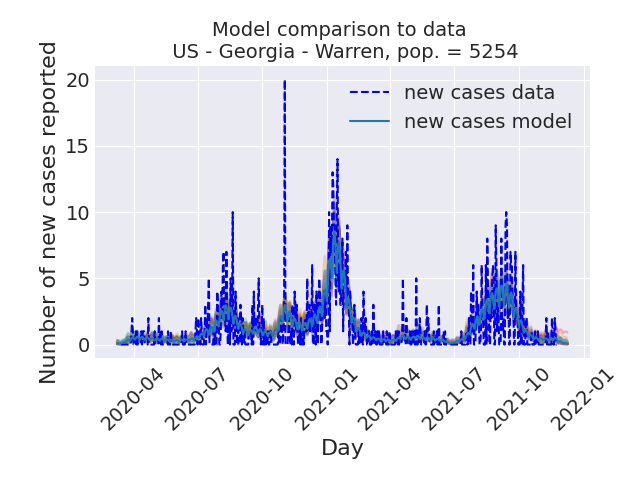 Model comparison to data
US - Georgia - Warren, pop. = 5254
new cases data
new cases model
Number of new cases reported
20
15
10
5
0
2020-04
2020-07
2020-10
2021-01
2021-04
2021-07
2021-10
2022-01
Day